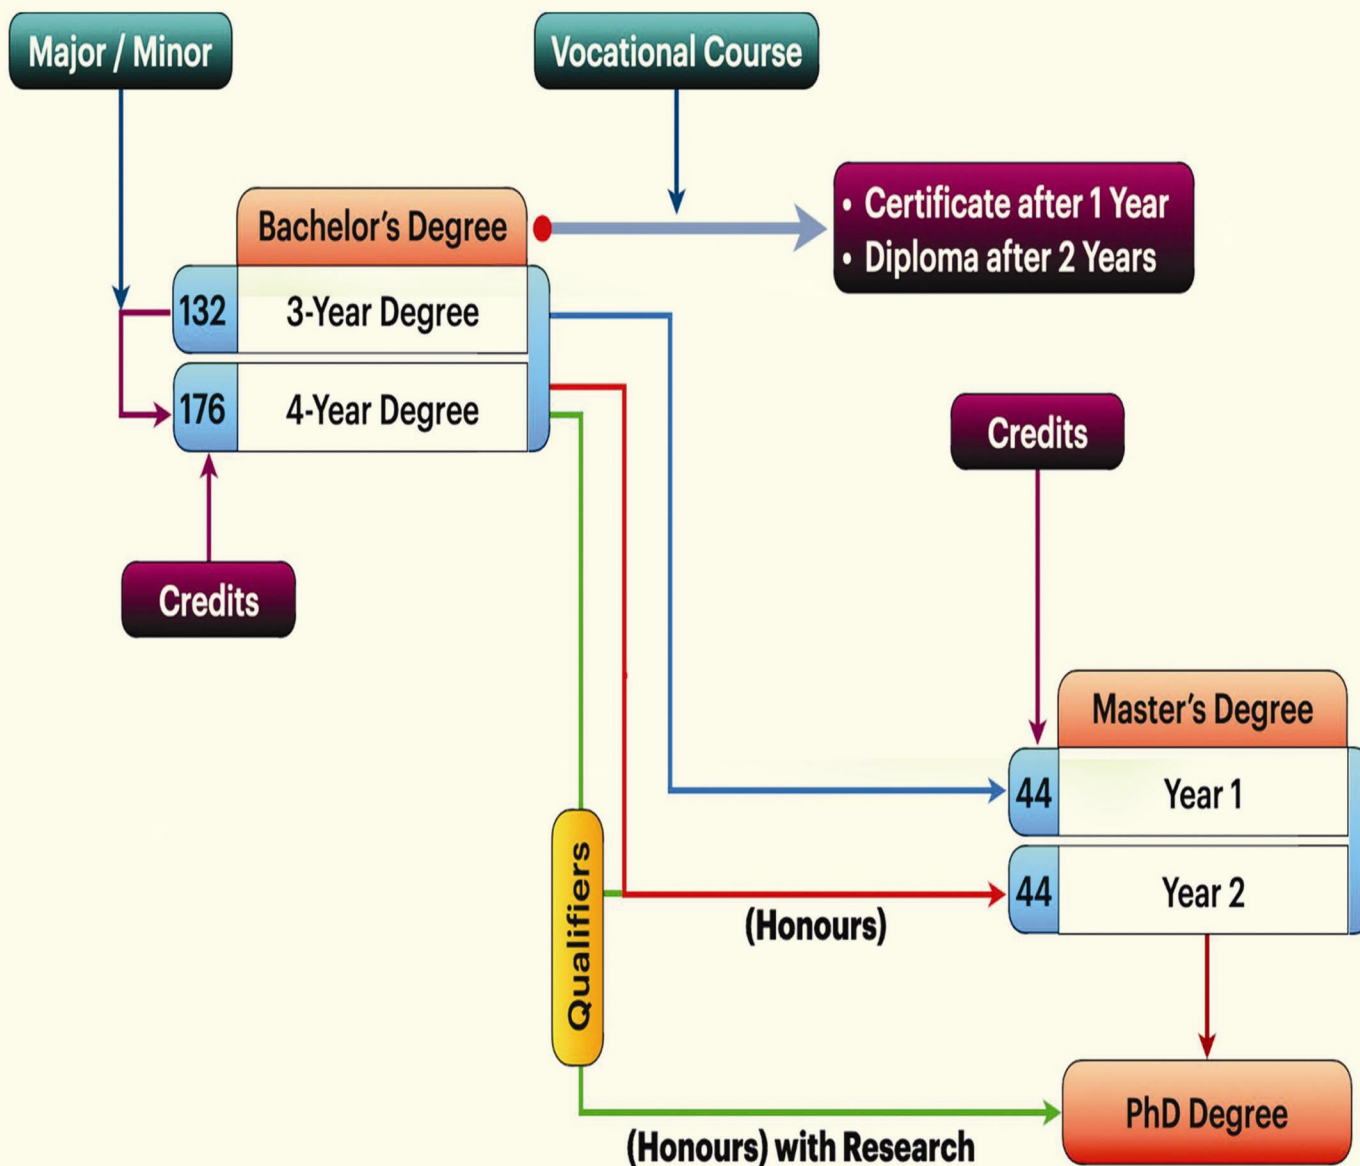 Major / Minor
Vocational Course
• Certificate after 1 Year
• Diploma after 2 Years
Bachelor's Degree
132 3-Year Degree
176 4-Year Degree
Credits
Credits
Master's Degree
44 Year 1
44 Year 2
Qualifiers
(Honours)
PhD Degree
(Honours) with Research